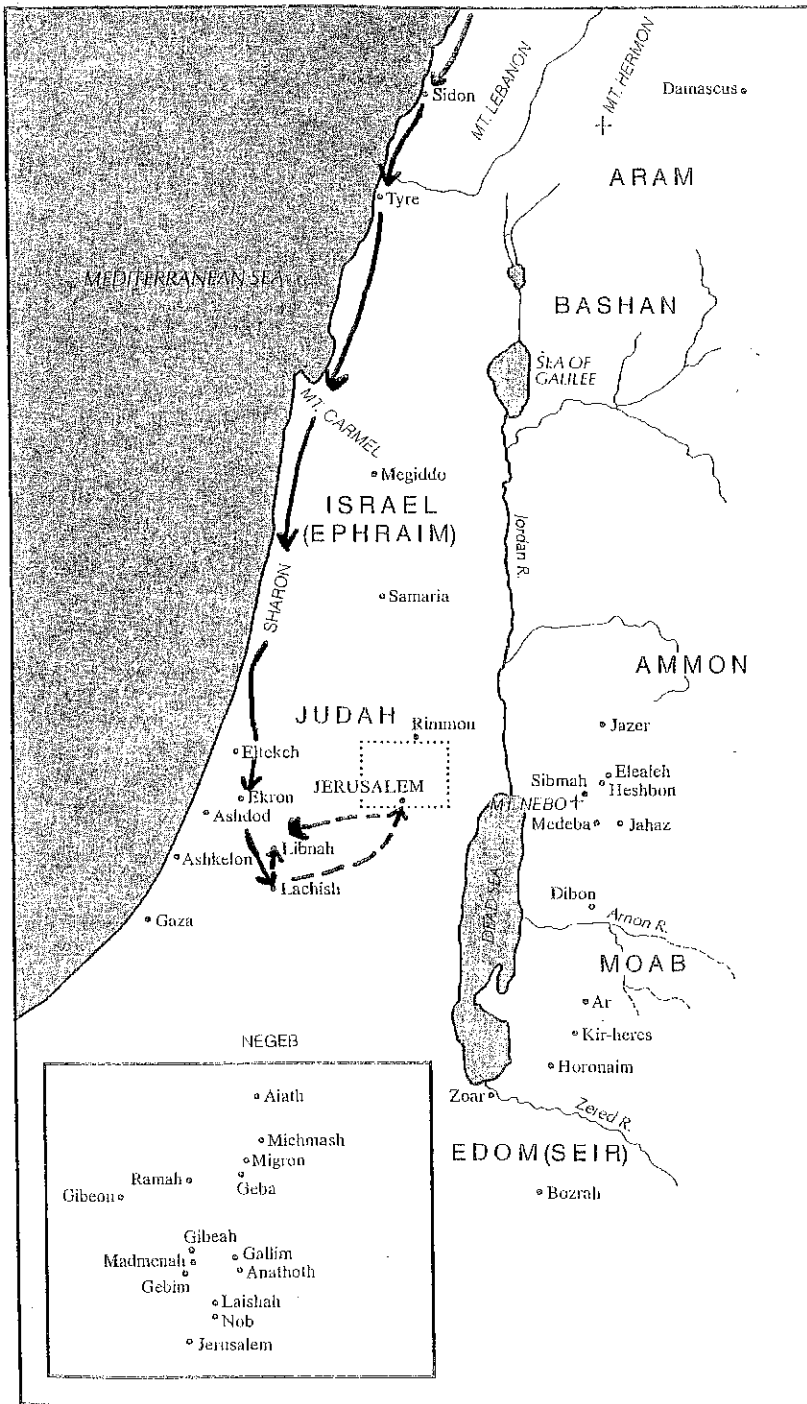 MT. LEBANON
MT. HERMON
Damascus
Sidon
ARAM
Tyre
MEDITERRANEAN SEA
BASHAN
SEA OF
GALILEE
MT. CARMEL
Megiddo
ISRAEL
(EPHRAIM)
Jordan R.
Samaria
SHARON
AMMON
JUDAH
Rimmon
Jazer
Eltekeh
Elealeh
Sibmah
Heshbon
JERUSALEM
Ekron
MT. NEBO
Ashdod
Medeba
Jahaz
Libnah
Ashkelon
Lachish
DEAD SEA
Dibon
Gaza
Arnon R.
MOAB
Ar
Kir-heres
NEGEB
Horonaim
Zoar
Zered R.
EDOM (SEIR)
Bozrah
Aiath
Michmash
Migron
Ramah
Geba
Gibeon
Gibeah
Madmenah
Gallim
Anathoth
Gebim
Laishah
Nob
Jerusalem